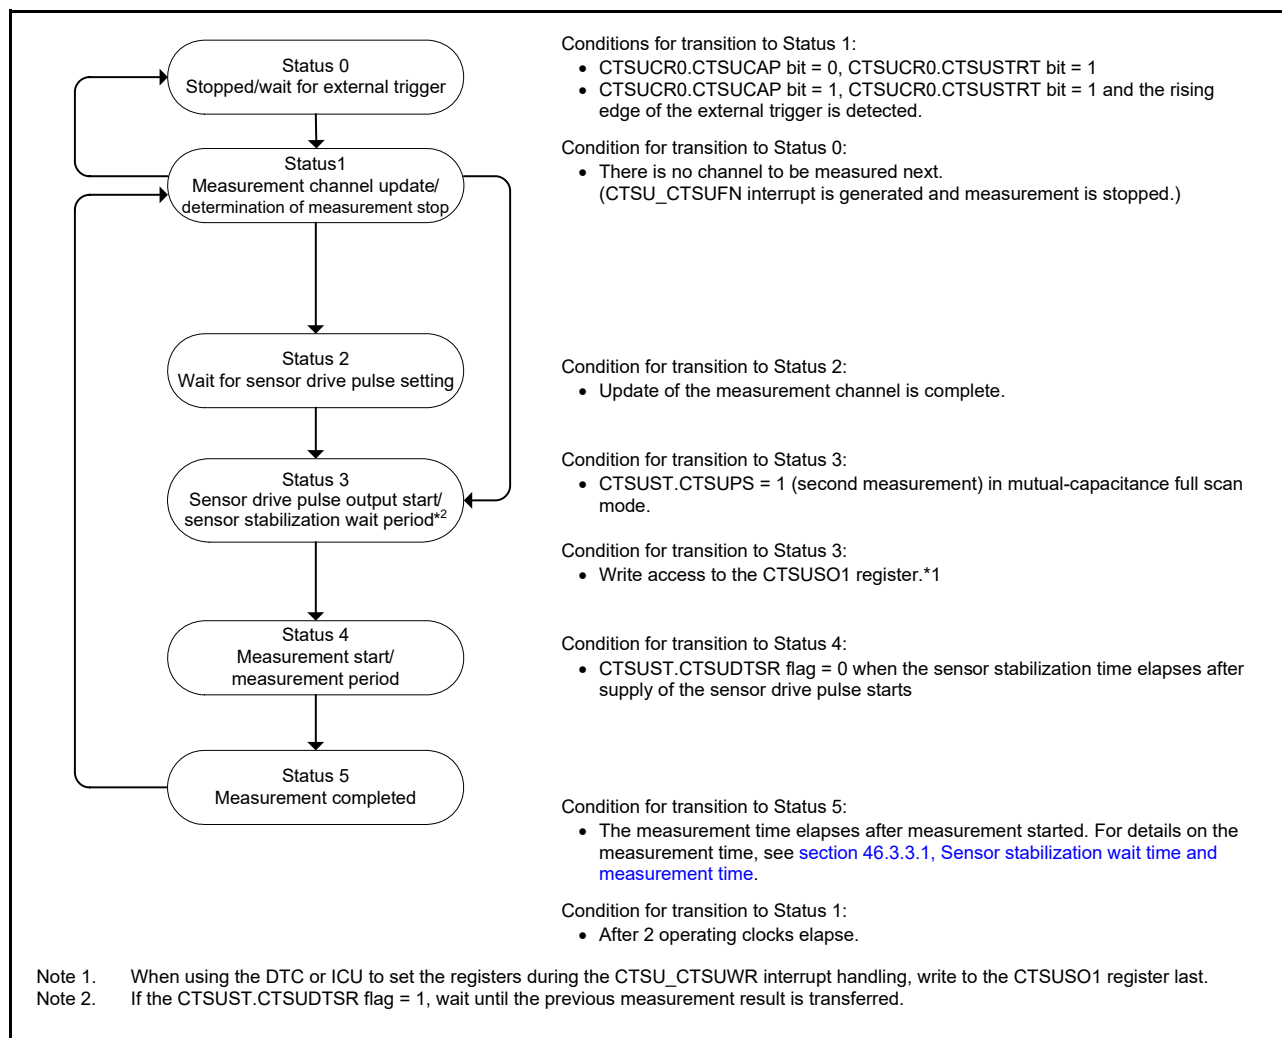 Status 0
Stopped/wait for external trigger
Status1
Measurement channel update/
determination of measurement stop
Status 2
Wait for sensor drive pulse setting
Status 3
Sensor drive pulse output start/
sensor stabilization wait period*2
Status 4
Measurement start/
measurement period
Status 5
Measurement completed
Conditions for transition to Status 1:
• CTSUCR0.CTSUCAP bit = 0, CTSUCR0.CTSUSTRT bit = 1
• CTSUCR0.CTSUCAP bit = 1, CTSUCR0.CTSUSTRT bit = 1 and the rising
edge of the external trigger is detected.
Condition for transition to Status 0:
• There is no channel to be measured next.
(CTSU_CTSUFN interrupt is generated and measurement is stopped.)
Condition for transition to Status 2:
• Update of the measurement channel is complete.
Condition for transition to Status 3:
• CTSUST.CTSUPS = 1 (second measurement) in mutual-capacitance full scan
mode.
Condition for transition to Status 3:
• Write access to the CTSUSO1 register.*1
Condition for transition to Status 4:
• CTSUST.CTSUDTSR flag = 0 when the sensor stabilization time elapses after
supply of the sensor drive pulse starts
Condition for transition to Status 5:
• The measurement time elapses after measurement started. For details on the
measurement time, see section 46.3.3.1, Sensor stabilization wait time and
measurement time.
Condition for transition to Status 1:
• After 2 operating clocks elapse.
Note 1. When using the DTC or ICU to set the registers during the CTSU_CTSUWR interrupt handling, write to the CTSUSO1 register last.
Note 2. If the CTSUST.CTSUDTSR flag = 1, wait until the previous measurement result is transferred.